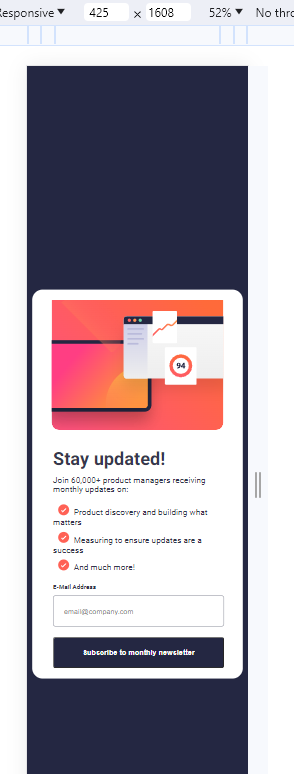 Responsive ▼ 425 × 1608 52% ▼ No thro
94
Stay updated!
Join 60,000+ product managers receiving
monthly updates on:
Product discovery and building what
matters
Measuring to ensure updates are a
success
And much more!
E-Mail Address
email@company.com
Subscribe to monthly newsletter